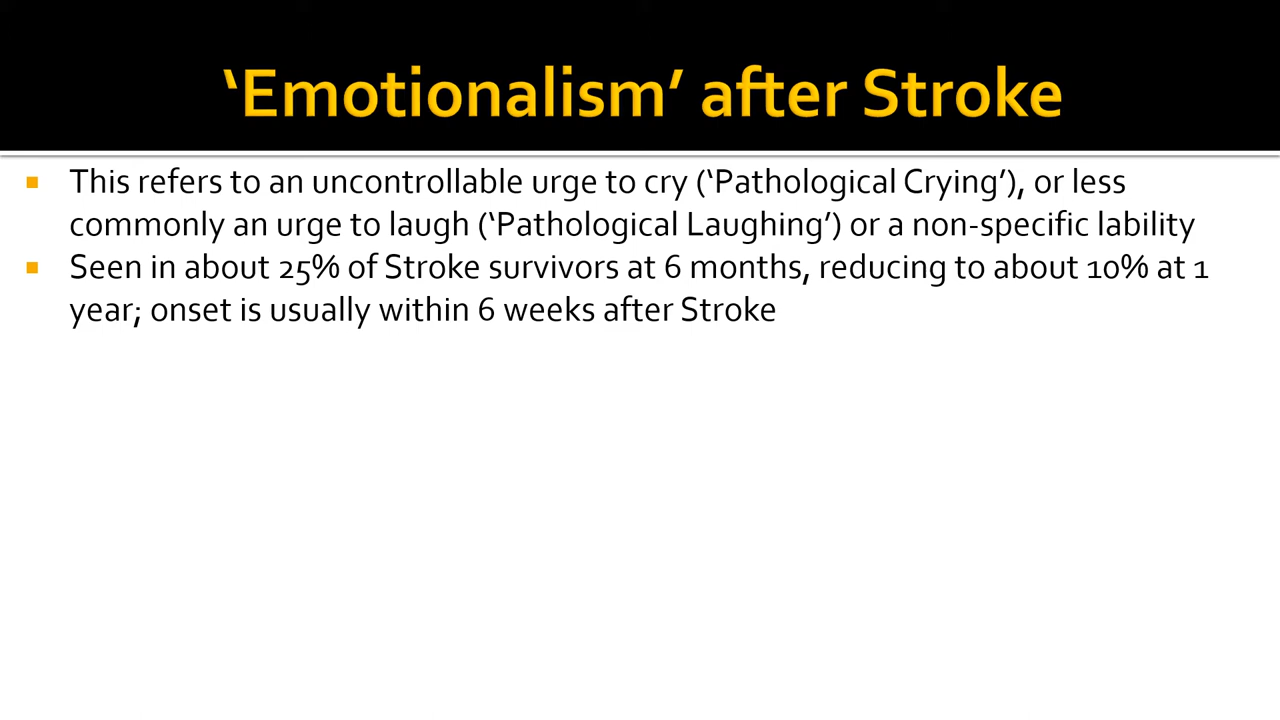 ‘Emotionalism’ after Stroke
This refers to an uncontrollable urge to cry (‘Pathological Crying’), or less
commonly an urge to laugh (‘Pathological Laughing’) or a non-specific lability
Seen in about 25% of Stroke survivors at 6 months, reducing to about 10% at 1
year; onset is usually within 6 weeks after Stroke